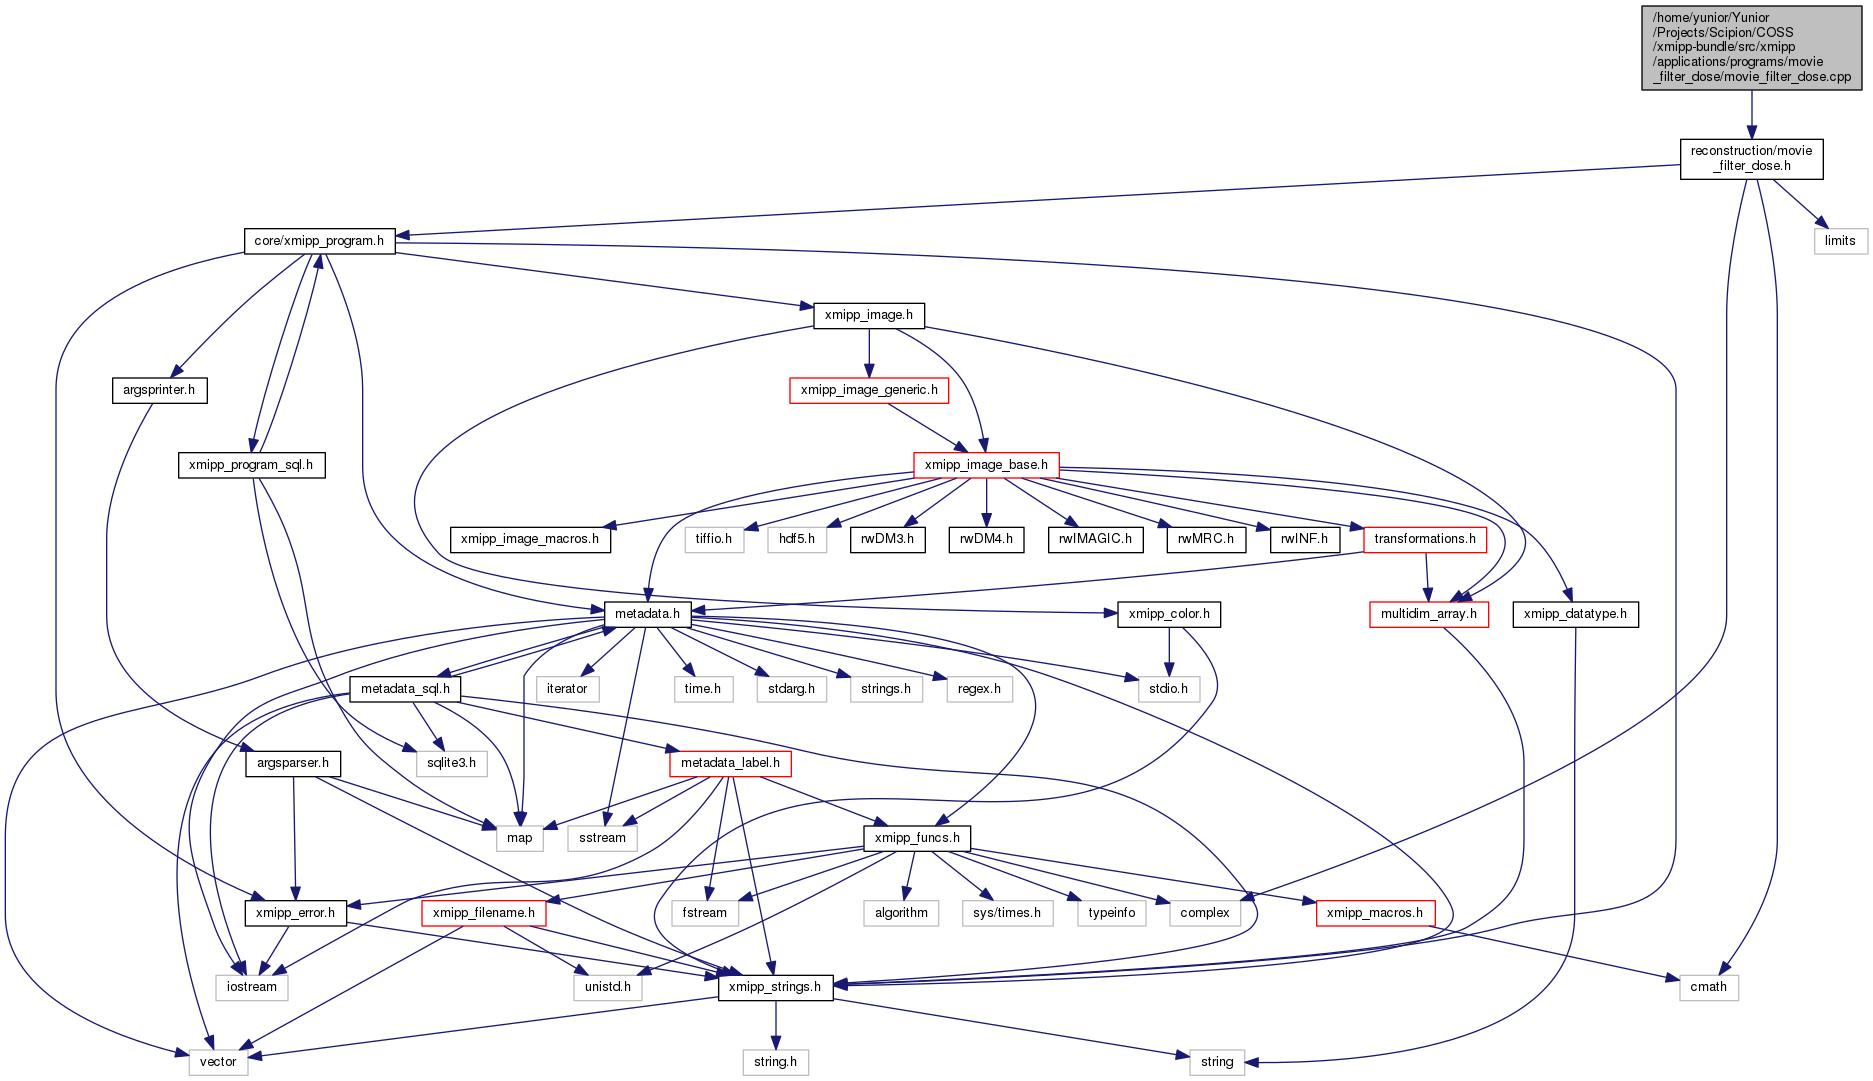 /home/yunior/Yunior
/Projects/Scipion/COSS
/xmipp-bundle/src/xmipp
/applications/programs/movie
_filter_dose/movie_filter_dose.cpp
reconstruction/movie
_filter_dose.h
core/xmipp_program.h
limits
xmipp_image.h
argsprinter.h
xmipp_image_generic.h
xmipp_program_sql.h
xmipp_image_base.h
xmipp_image_macros.h
tiffio.h
hdf5.h
rwDM3.h
rwDM4.h
rwIMAGIC.h
rwMRC.h
rwINF.h
transformations.h
metadata.h
xmipp_color.h
multidim_array.h
xmipp_datatype.h
metadata_sql.h
iterator
time.h
stdarg.h
strings.h
regex.h
stdio.h
argsparser.h
sqlite3.h
metadata_label.h
map
sstream
xmipp_funcs.h
xmipp_error.h
xmipp_filename.h
fstream
algorithm
sys/times.h
typeinfo
complex
xmipp_macros.h
iostream
unistd.h
xmipp_strings.h
cmath
vector
string.h
string